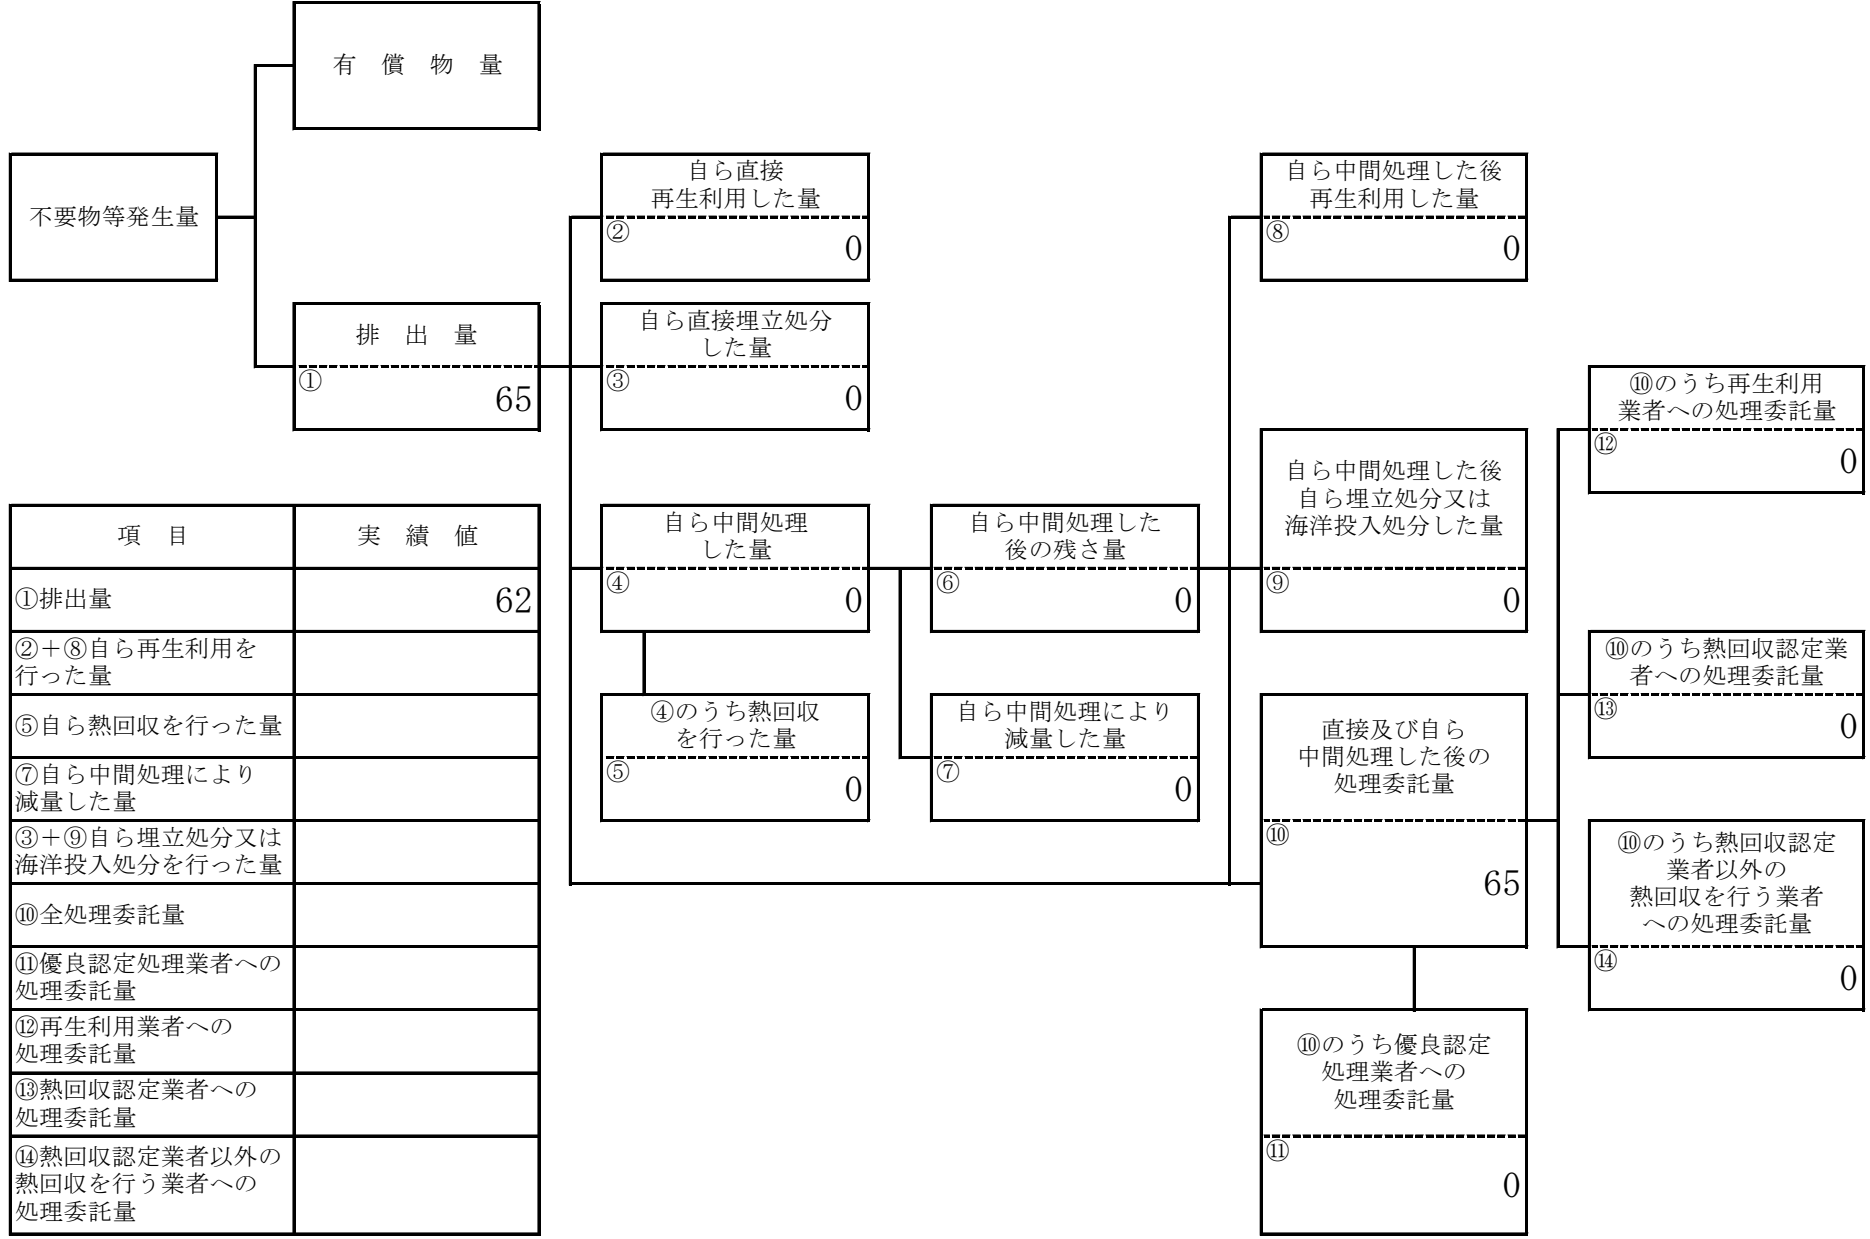 有　償　物　量
不要物等発生量
排　出　量
①
65
自ら直接
再生利用した量
②
0
自ら直接埋立処分
した量
③
0
自ら中間処理
した量
④
0
④のうち熱回収
を行った量
⑤
0
自ら中間処理した
後の残さ量
⑥
0
自ら中間処理により
減量した量
⑦
0
自ら中間処理した後
再生利用した量
⑧
0
自ら中間処理した後
自ら埋立処分又は
海洋投入処分した量
⑨
0
直接及び自ら
中間処理した後の
処理委託量
⑩
65
⑩のうち優良認定
処理業者への
処理委託量
⑪
0
⑩のうち再生利用
業者への処理委託量
⑫
0
⑩のうち熱回収認定業
者への処理委託量
⑬
0
⑩のうち熱回収認定
業者以外の
熱回収を行う業者
への処理委託量
⑭
0
項　目
実　績　値
①排出量
62
②＋⑧自ら再生利用を
行った量
⑤自ら熱回収を行った量
⑦自ら中間処理により
減量した量
③＋⑨自ら埋立処分又は
海洋投入処分を行った量
⑩全処理委託量
⑪優良認定処理業者への
処理委託量
⑫再生利用業者への
処理委託量
⑬熱回収認定業者への
処理委託量
⑭熱回収認定業者以外の
熱回収を行う業者への
処理委託量